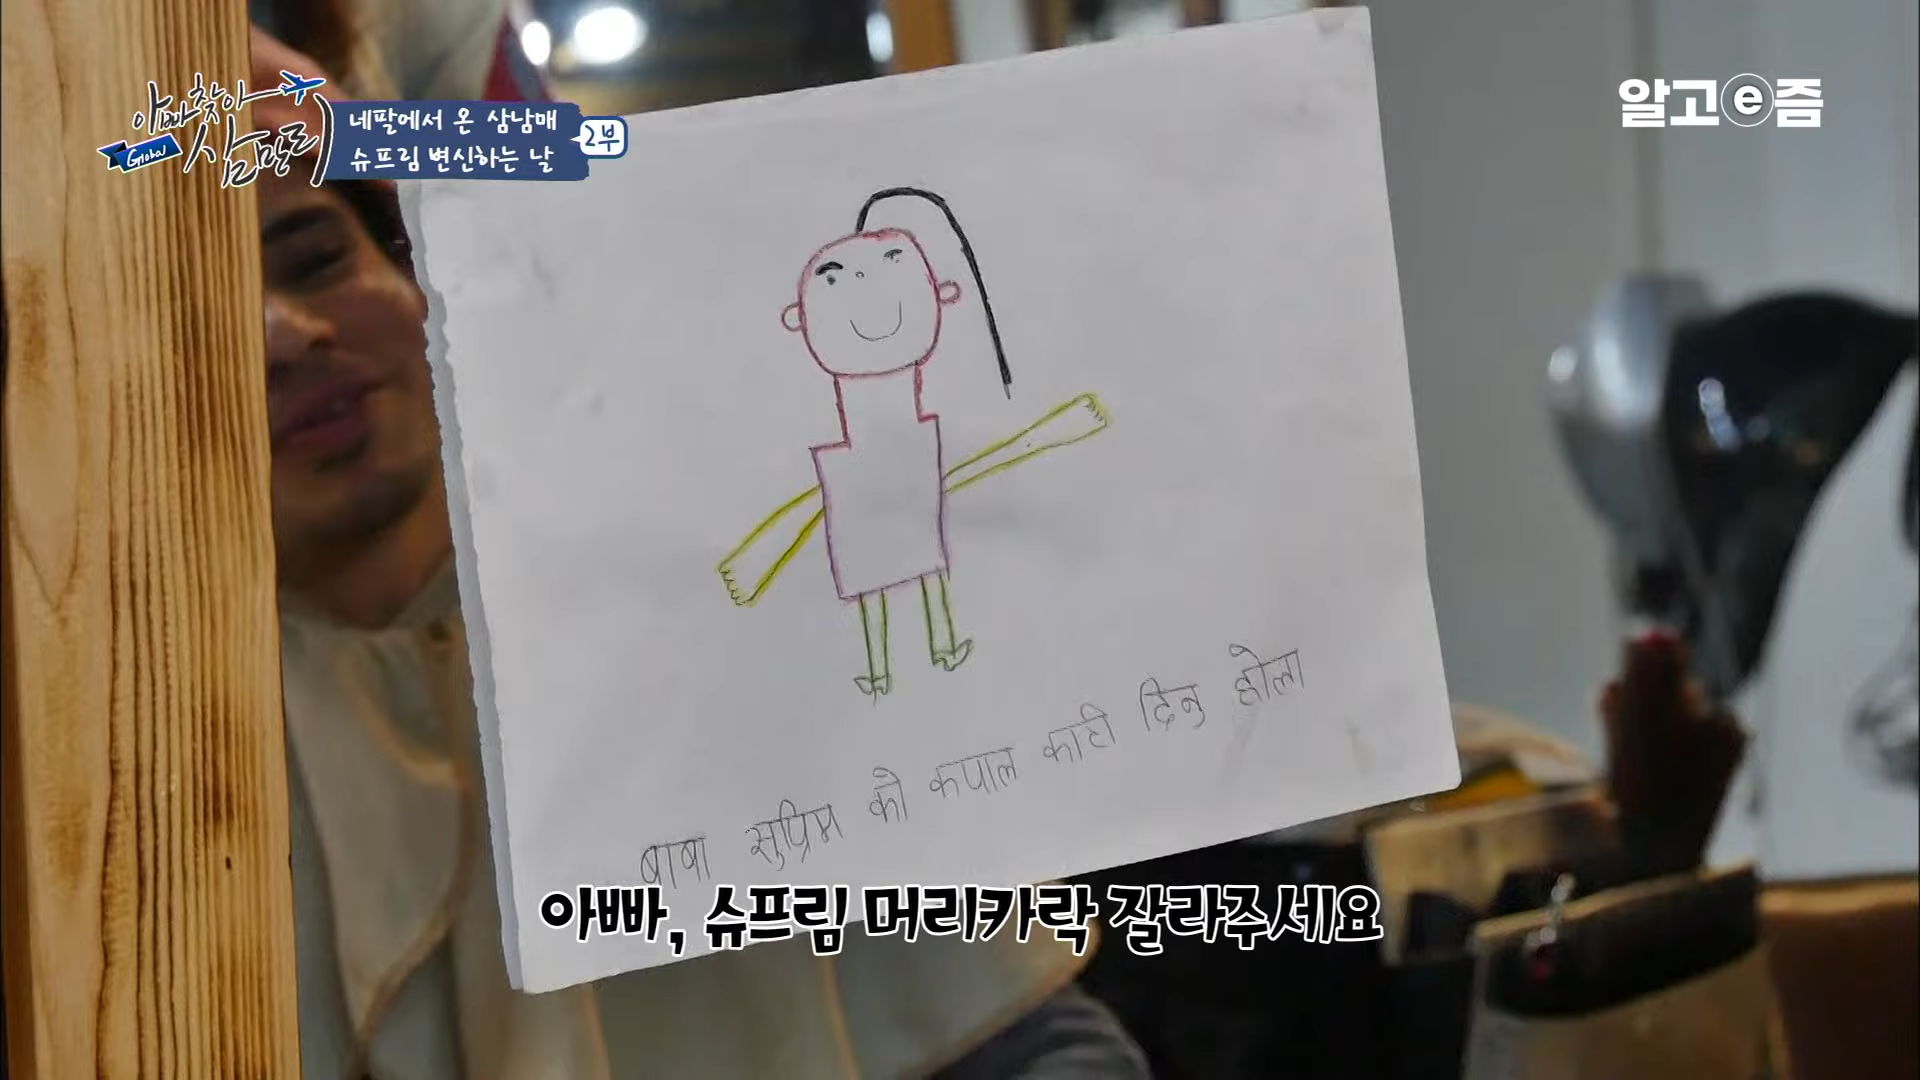 아빠찾아 삼만리
Global
네팔에서 온 삼남매
슈프림 변신하는 날
2부
알고e즘
बाबा सुप्रिम को कपाल काटी दिनु होला
아빠, 슈프림 머리카락 잘라주세요